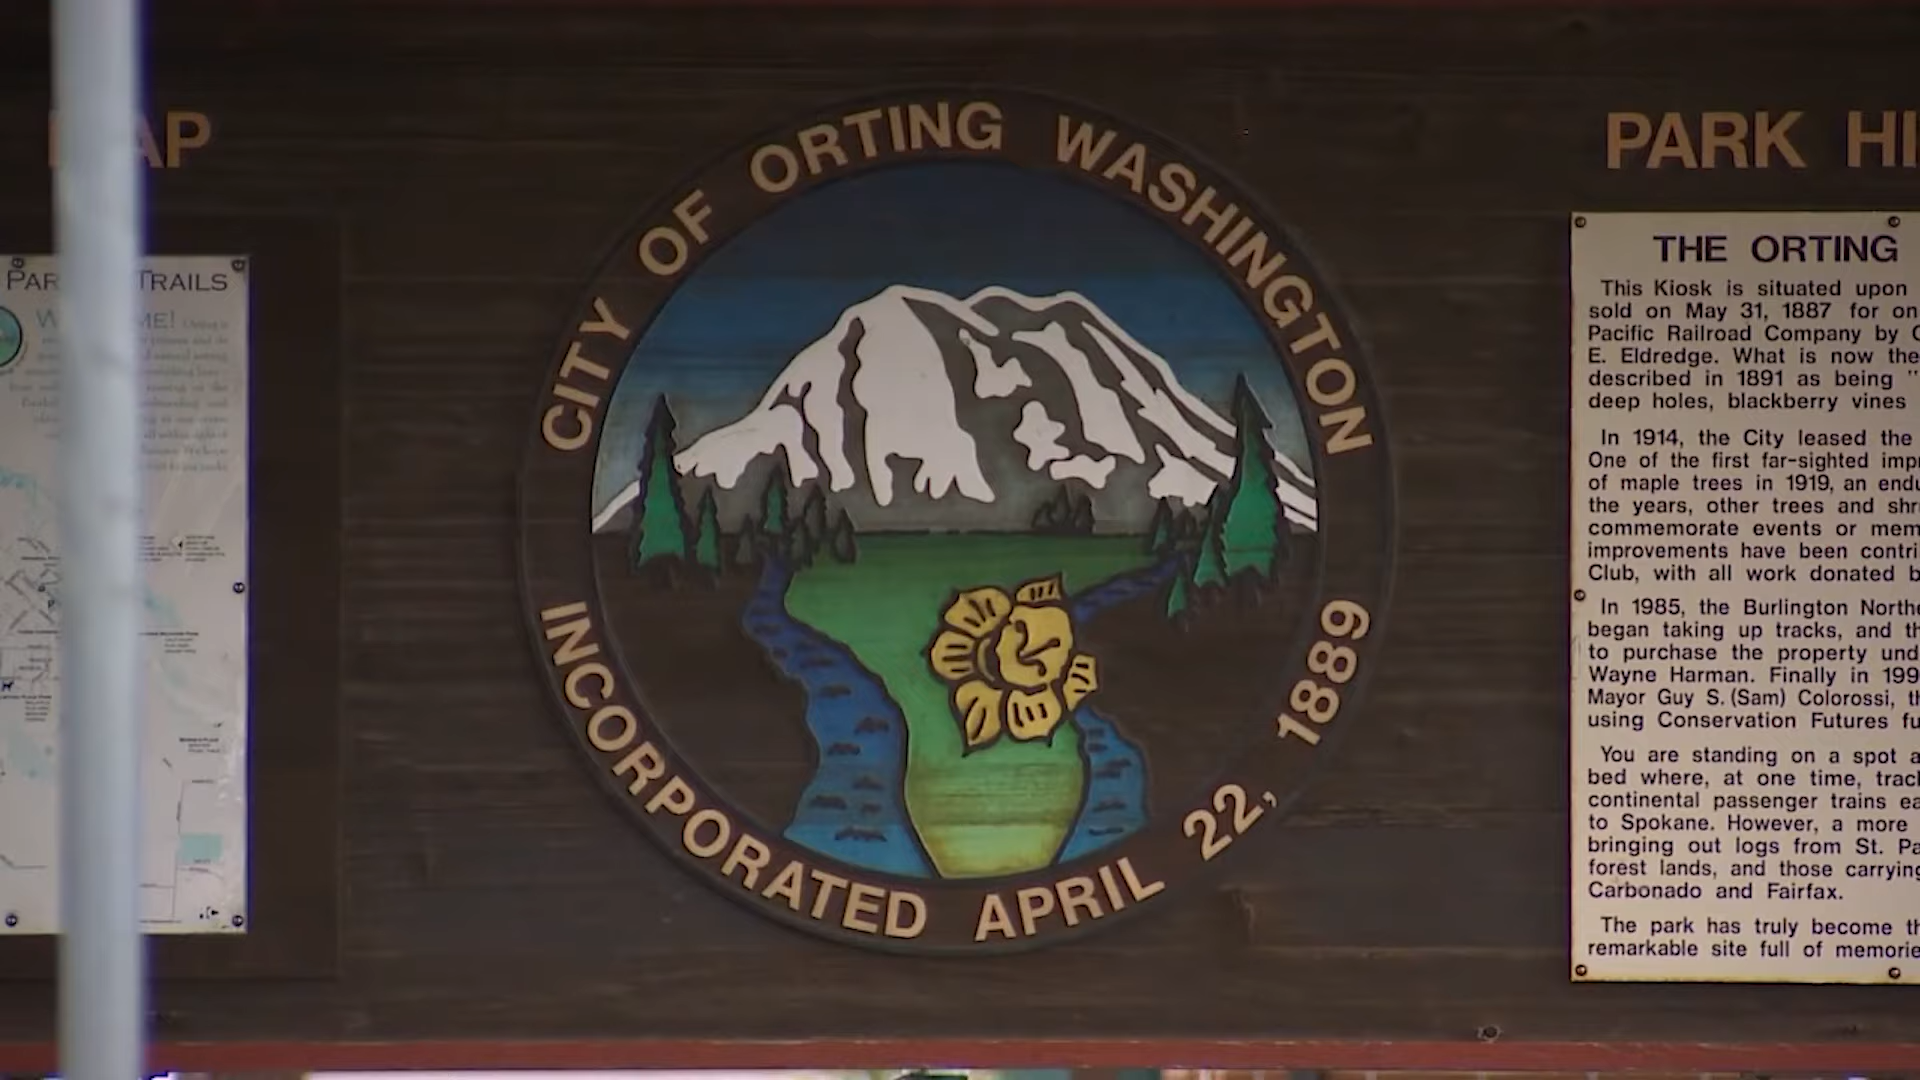 AP
PARK HI
CITY OF ORTING WASHINGTON
INCORPORATED APRIL 22, 1889
PAR TRAILS
THE ORTING
This Kiosk is situated upon
sold on May 31, 1887 for on
Pacific Railroad Company by
E. Eldredge. What is now the
described in 1891 as being "
deep holes, blackberry vines
In 1914, the City leased the
One of the first far-sighted impr
of maple trees in 1919, an endu
the years, other trees and shr
commemorate events or mem
improvements have been contri
Club, with all work donated b
In 1985, the Burlington Northe
began taking up tracks, and th
to purchase the property und
Wayne Harman. Finally in 199
Mayor Guy S. (Sam) Colorossi, th
using Conservation Futures fu
You are standing on a spot a
bed where, at one time, track
continental passenger trains ea
to Spokane. However, a more
bringing out logs from St. Pa
forest lands, and those carrying
Carbonado and Fairfax.
The park has truly become th
remarkable site full of memorie